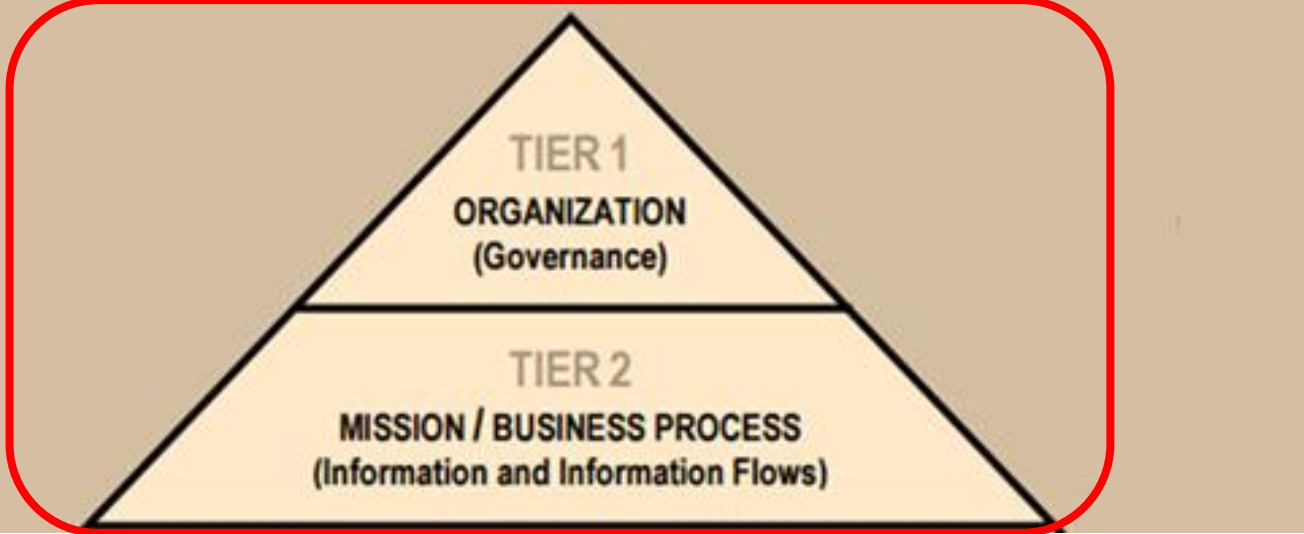 TIER 1
ORGANIZATION
(Governance)
TIER 2
MISSION / BUSINESS PROCESS
(Information and Information Flows)